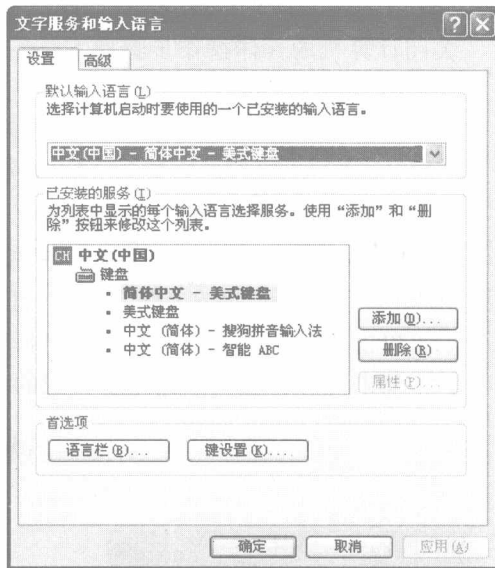 文字服务和输入语言
设置 高级
默认输入语言(L)
选择计算机启动时要使用的一个已安装的输入语言。
中文(中国) - 简体中文 - 美式键盘
已安装的服务(I)
为列表中显示的每个输入语言选择服务。使用“添加”和“删
除”按钮来修改这个列表。
CH 中文(中国)
键盘
▪ 简体中文 - 美式键盘
▪ 美式键盘
▪ 中文 (简体) - 搜狗拼音输入法
▪ 中文 (简体) - 智能 ABC
添加(D)...
删除(R)
属性(P)...
首选项
语言栏(B)... 键设置(K)....
确定 取消 应用(A)